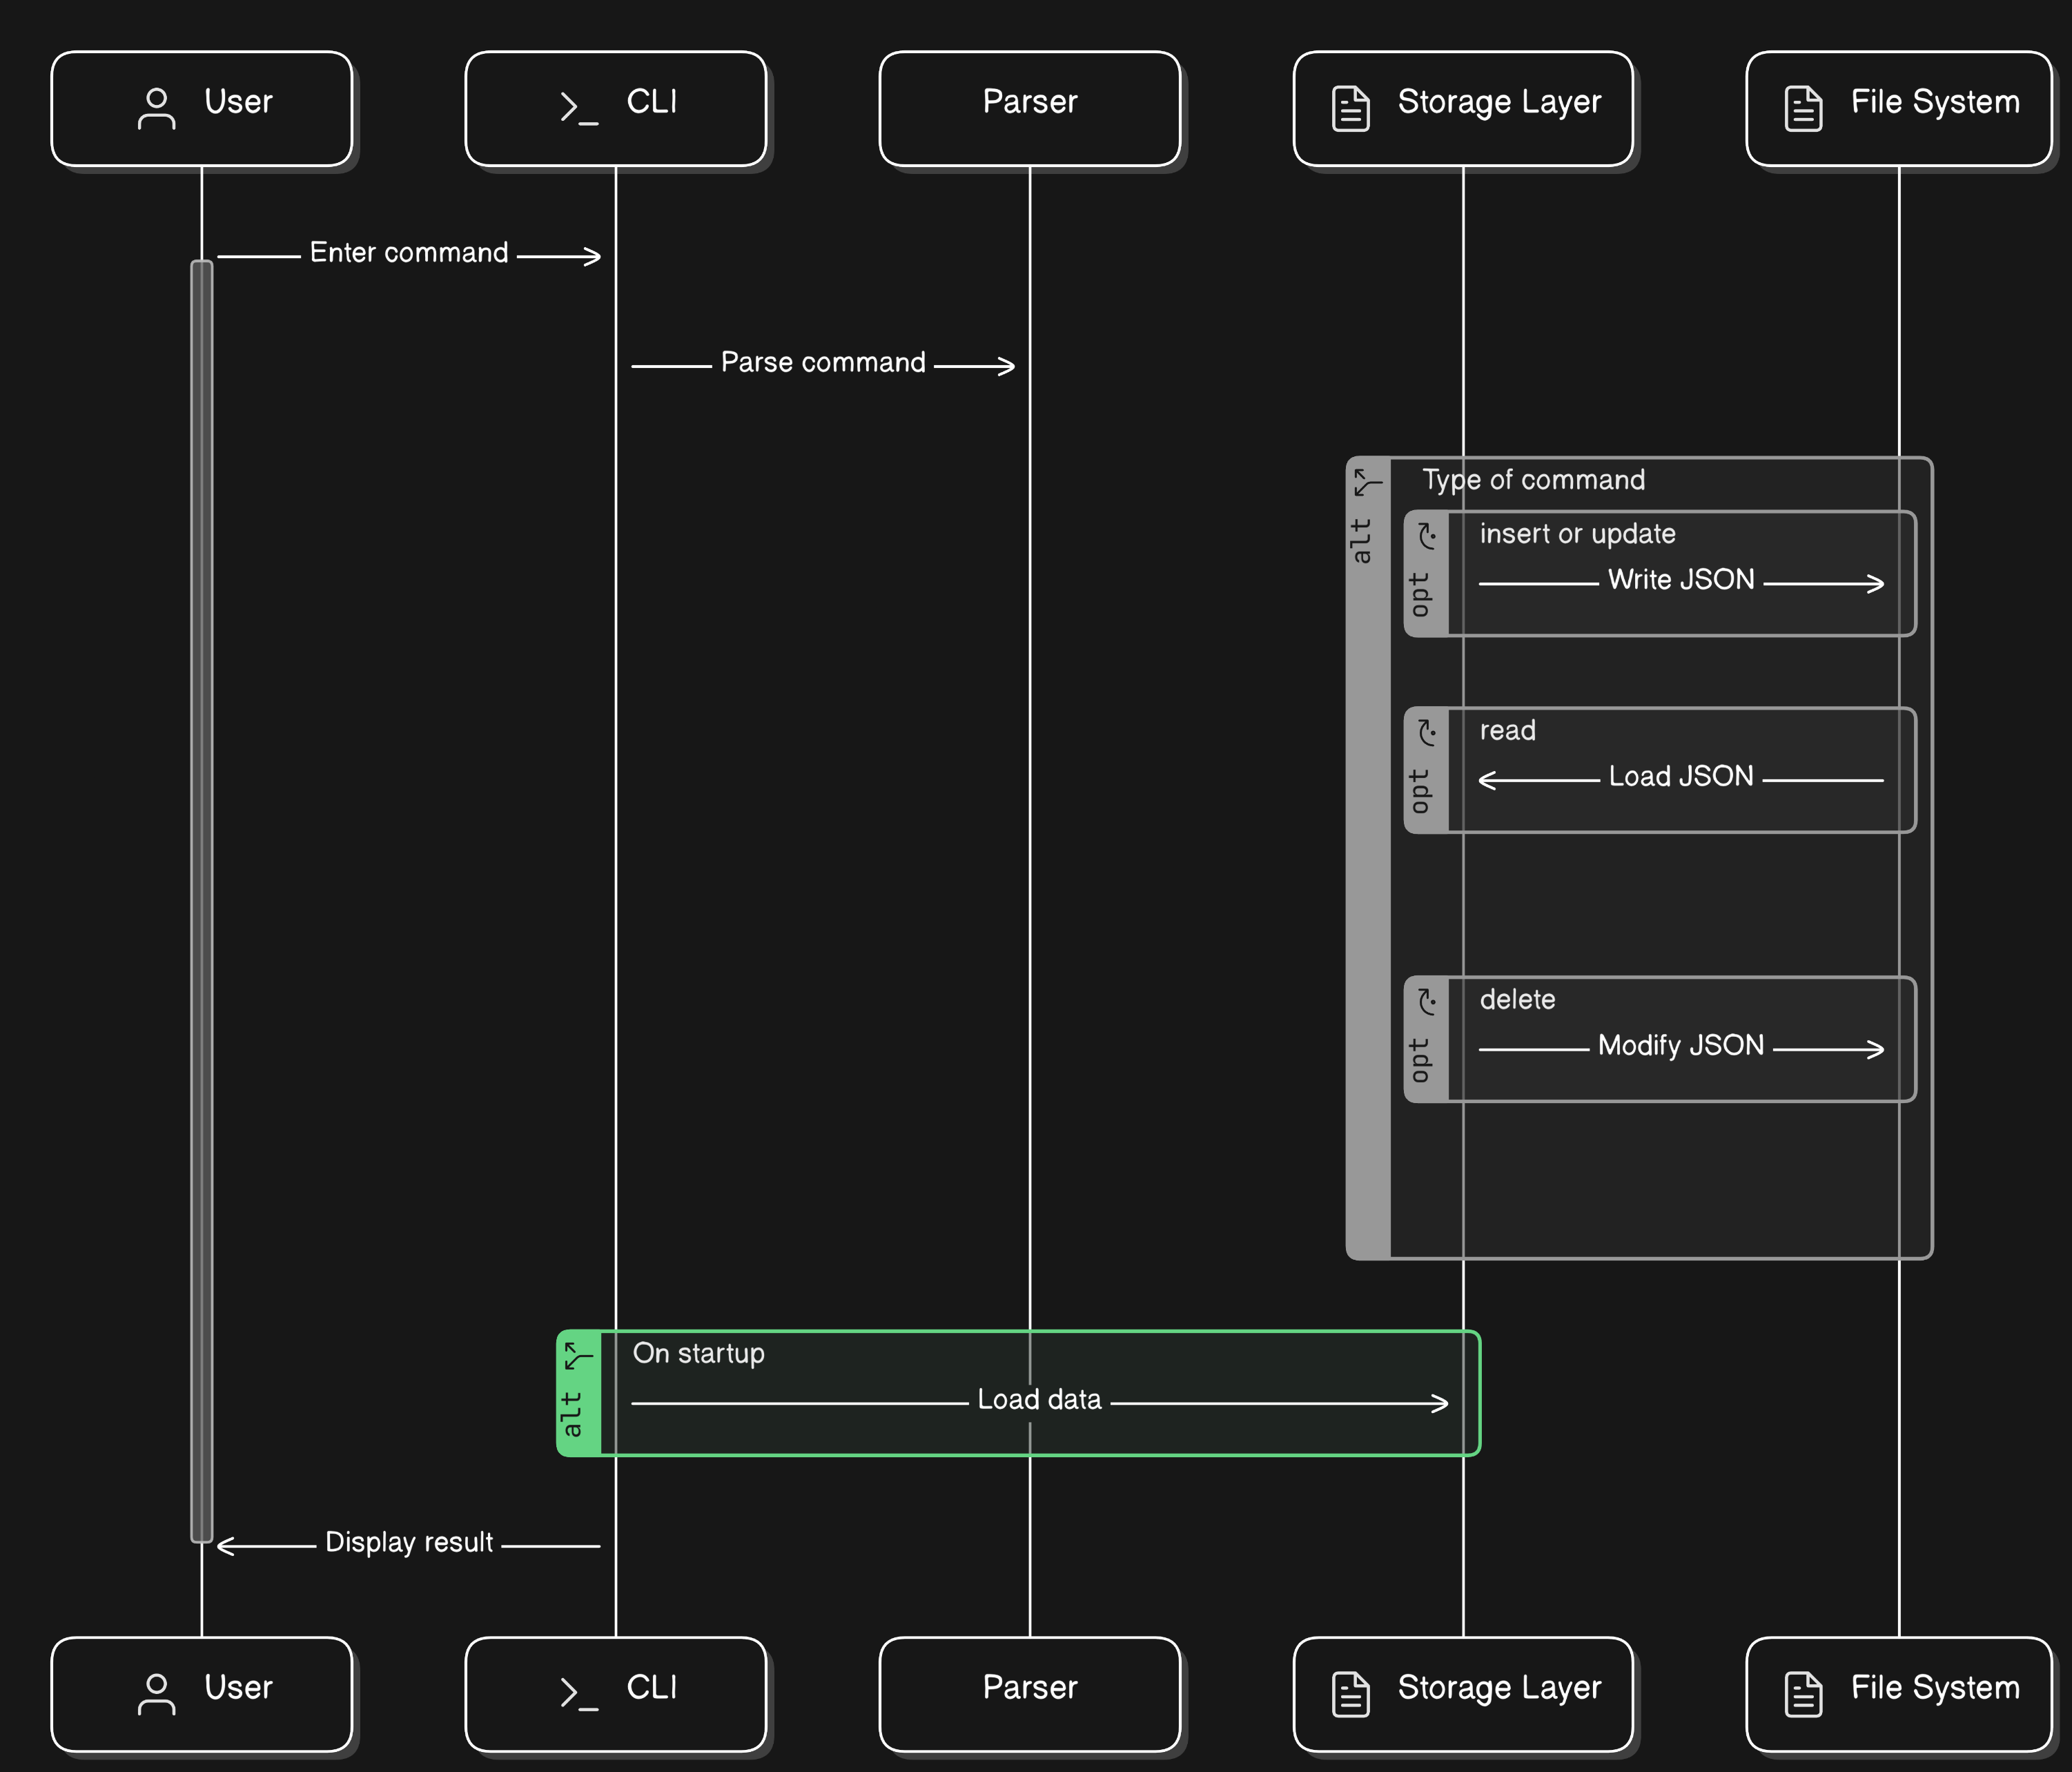 User
CLI
Parser
Storage Layer
File System
Enter command
Parse command
alt
Type of command
opt
insert or update
Write JSON
opt
read
Load JSON
opt
delete
Modify JSON
alt
On startup
Load data
Display result
User
CLI
Parser
Storage Layer
File System